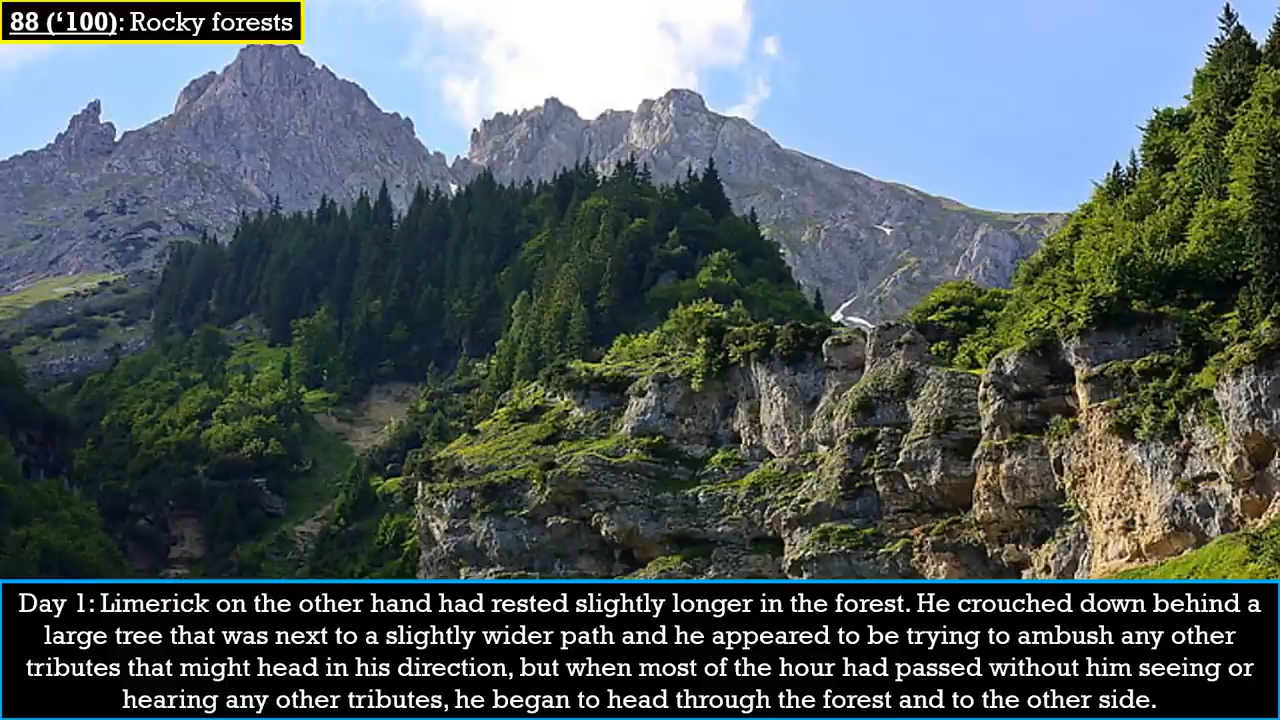 88 (‘100): Rocky forests
Day 1: Limerick on the other hand had rested slightly longer in the forest. He crouched down behind a
large tree that was next to a slightly wider path and he appeared to be trying to ambush any other
tributes that might head in his direction, but when most of the hour had passed without him seeing or
hearing any other tributes, he began to head through the forest and to the other side.